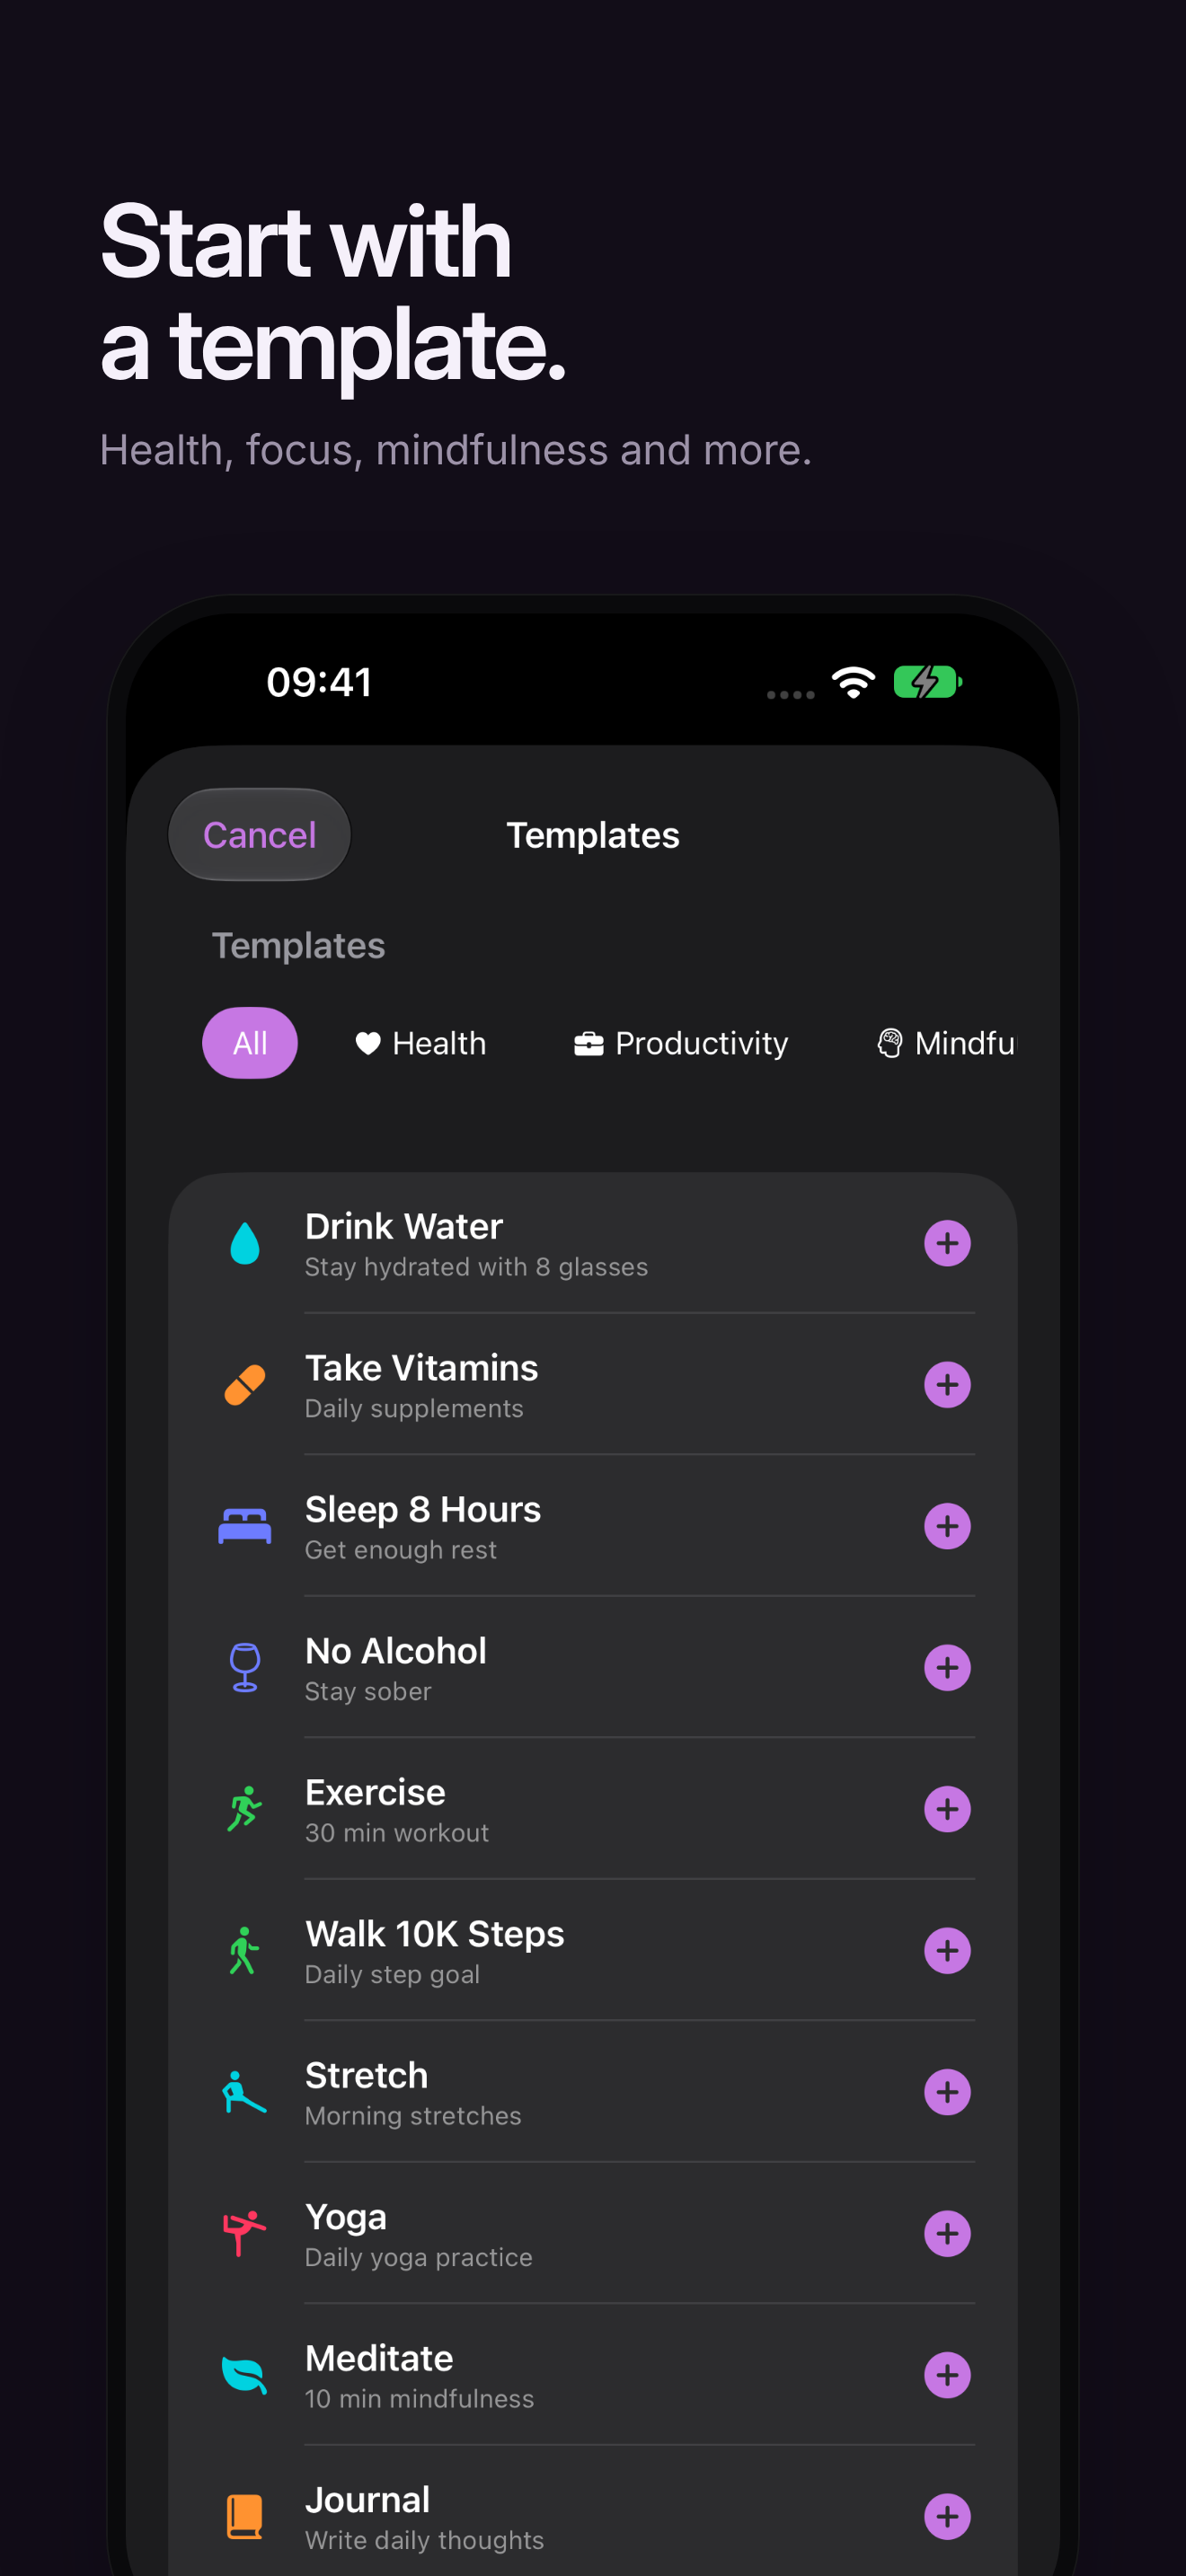 Start with
a template.
Health, focus, mindfulness and more.
09:41
Cancel
Templates
Templates
All
Health
Productivity
Mindfu
Drink Water
Stay hydrated with 8 glasses
Take Vitamins
Daily supplements
Sleep 8 Hours
Get enough rest
No Alcohol
Stay sober
Exercise
30 min workout
Walk 10K Steps
Daily step goal
Stretch
Morning stretches
Yoga
Daily yoga practice
Meditate
10 min mindfulness
Journal
Write daily thoughts